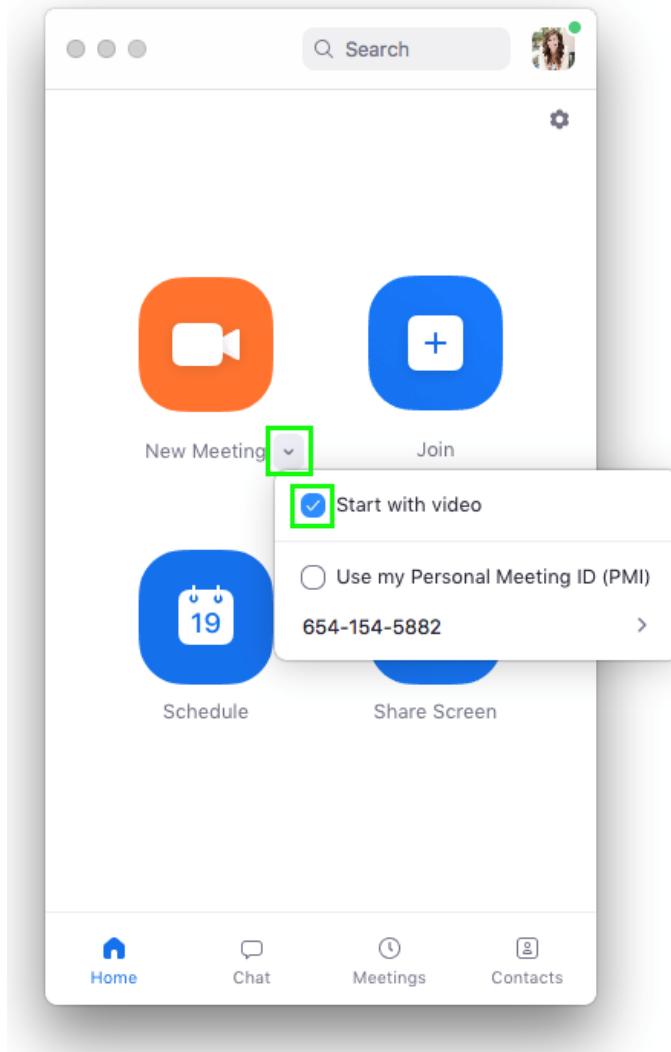 Search
New Meeting
Join
Start with video
Use my Personal Meeting ID (PMI)
654-154-5882
19
Schedule
Share Screen
Home
Chat
Meetings
Contacts